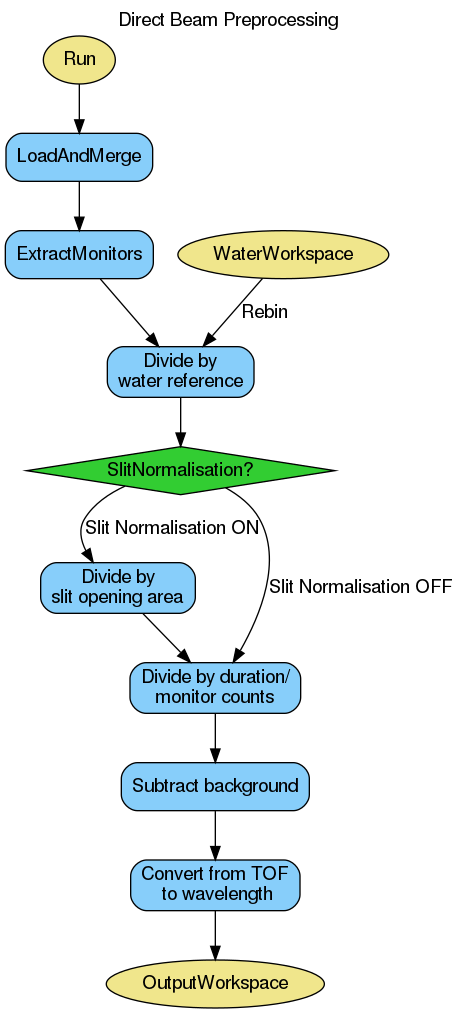 Direct Beam Preprocessing
Run
LoadAndMerge
ExtractMonitors
WaterWorkspace
Rebin
Divide by
water reference
SlitNormalisation?
Slit Normalisation ON
Divide by
slit opening area
Slit Normalisation OFF
Divide by duration/
monitor counts
Subtract background
Convert from TOF
to wavelength
OutputWorkspace